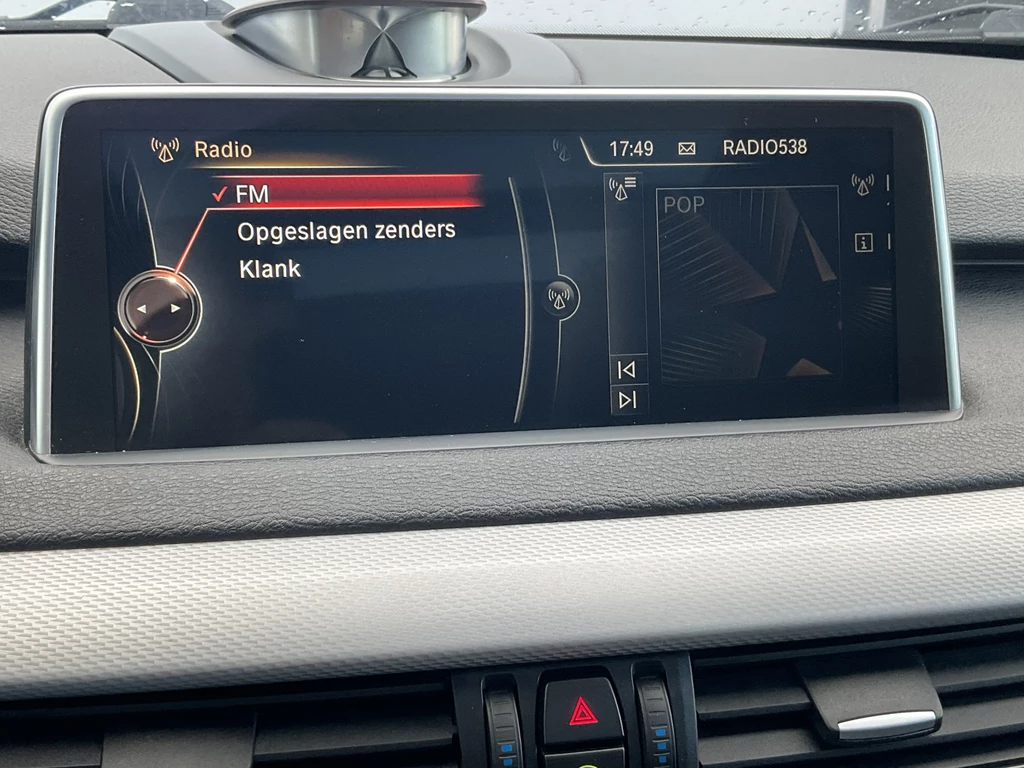 Radio
17:49 RADIO538
FM
Opgeslagen zenders
Klank
POP